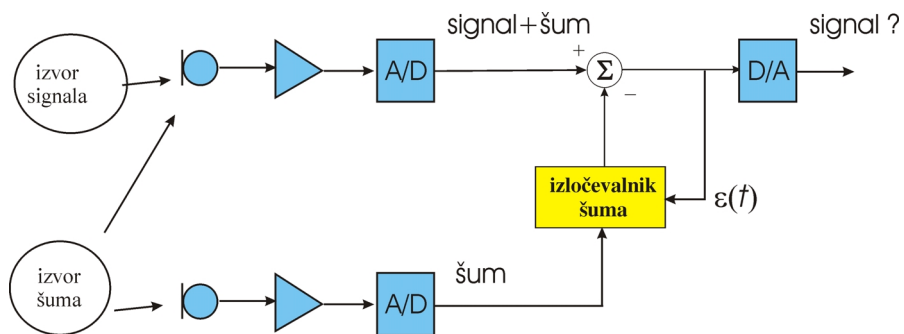 signal+šum
signal ?
izvor
signala
A/D
+
Σ
D/A
−
izločevalnik
šuma
ε(t)
izvor
šuma
A/D
šum